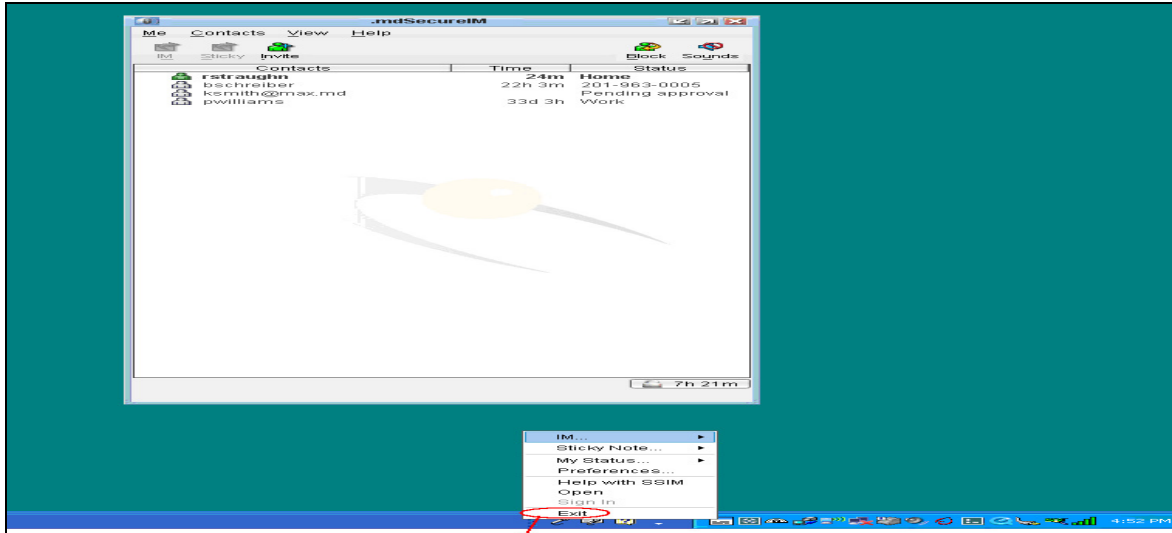 .mdSecureIM
Me Contacts View Help
IM Sticky Invite Block Sounds
Contacts Time Status
rstraughn 24m Home
bschreiber 22h 3m 201-963-0005
ksmith@max.md Pending approval
pwilliams 33d 3h Work
7h 21m
IM...
Sticky Note...
My Status...
Preferences...
Help with SSIM
Open
Sign In
Exit
4:52 PM